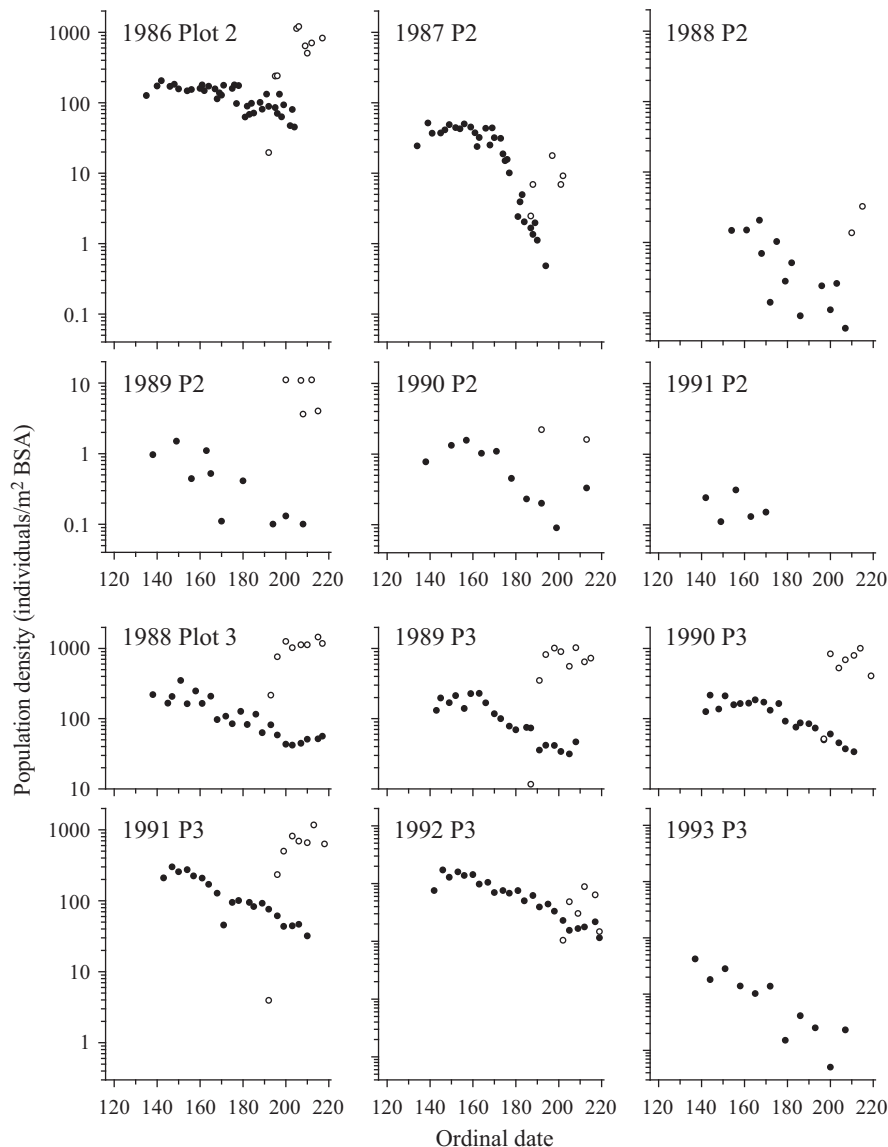 1986 Plot 2
1987 P2
1988 P2
1000
100
10
1
0.1
1989 P2
1990 P2
1991 P2
10
1
0.1
120 140 160 180 200 220
120 140 160 180 200 220
120 140 160 180 200 220
1988 Plot 3
1989 P3
1990 P3
1000
100
10
1991 P3
1992 P3
1993 P3
1000
100
10
1
120 140 160 180 200 220
120 140 160 180 200 220
120 140 160 180 200 220
Population density (individuals/m² BSA)
Ordinal date